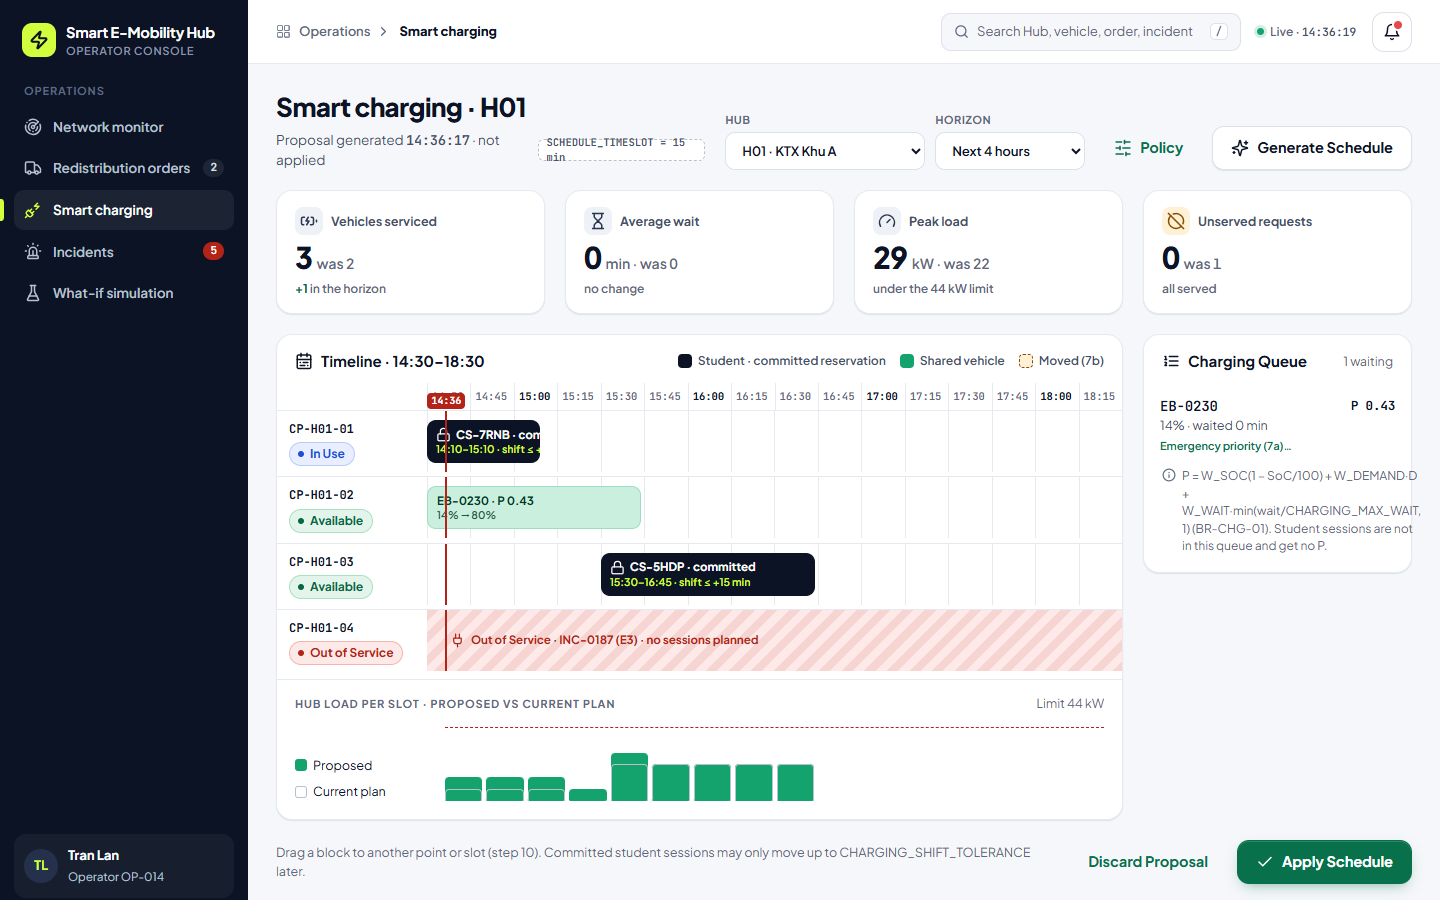 Smart E-Mobility Hub
OPERATOR CONSOLE
OPERATIONS
Network monitor
Redistribution orders 2
Smart charging
Incidents 5
What-if simulation
TL
Tran Lan
Operator OP-014
Operations > Smart charging
Search Hub, vehicle, order, incident /
Live · 14:36:19
Smart charging · H01
Proposal generated 14:36:17 · not
applied
SCHEDULE_TIMESLOT = 15
min
HUB
H01 · KTX Khu A
HORIZON
Next 4 hours
Policy
Generate Schedule
Vehicles serviced
3 was 2
+1 in the horizon
Average wait
0 min · was 0
no change
Peak load
29 kW · was 22
under the 44 kW limit
Unserved requests
0 was 1
all served
Timeline · 14:30–18:30
Student · committed reservation
Shared vehicle
Moved (7b)
14:36 14:45 15:00 15:15 15:30 15:45 16:00 16:15 16:30 16:45 17:00 17:15 17:30 17:45 18:00 18:15
CP-H01-01
In Use
CS-7RNB · com
14:10–15:10 · shift ≤ +
CP-H01-02
Available
EB-0230 · P 0.43
14% → 80%
CP-H01-03
Available
CS-5HDP · committed
15:30–16:45 · shift ≤ +15 min
CP-H01-04
Out of Service
Out of Service · INC-0187 (E3) · no sessions planned
HUB LOAD PER SLOT · PROPOSED VS CURRENT PLAN
Limit 44 kW
Proposed
Current plan
Charging Queue
1 waiting
EB-0230 P 0.43
14% · waited 0 min
Emergency priority (7a)…
P = W_SOC(1 − SoC/100) + W_DEMAND·D
+
W_WAIT·min(wait/CHARGING_MAX_WAIT,
1) (BR-CHG-01). Student sessions are not
in this queue and get no P.
Drag a block to another point or slot (step 10). Committed student sessions may only move up to CHARGING_SHIFT_TOLERANCE
later.
Discard Proposal
Apply Schedule